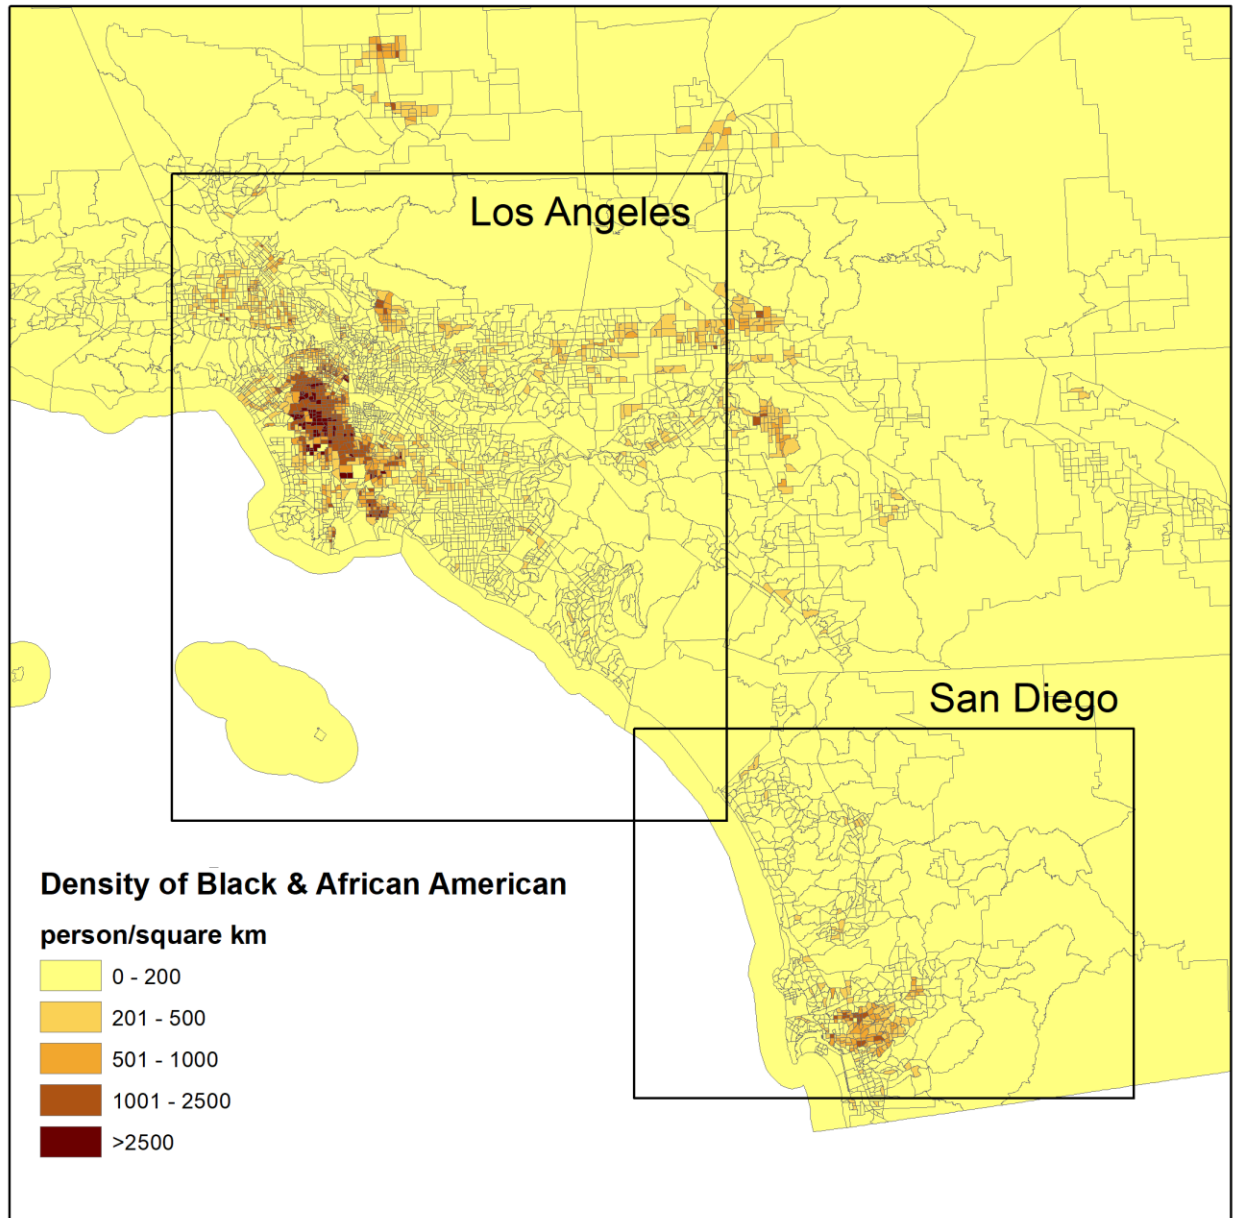 Los Angeles
San Diego
Density of Black & African American
person/square km
0 - 200
201 - 500
501 - 1000
1001 - 2500
>2500